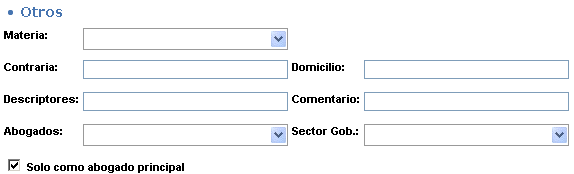 • Otros
Materia:
Contraria: Domicilio:
Descriptores: Comentario:
Abogados: Sector Gob.:
Solo como abogado principal